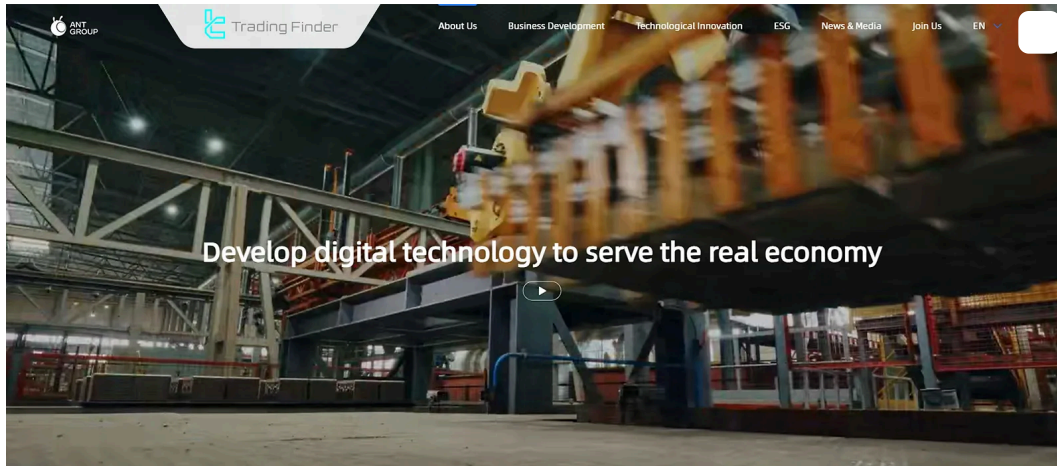 ANT
GROUP
Trading Finder
About Us
Business Development
Technological Innovation
ESG
News & Media
Join Us
EN
Develop digital technology to serve the real economy